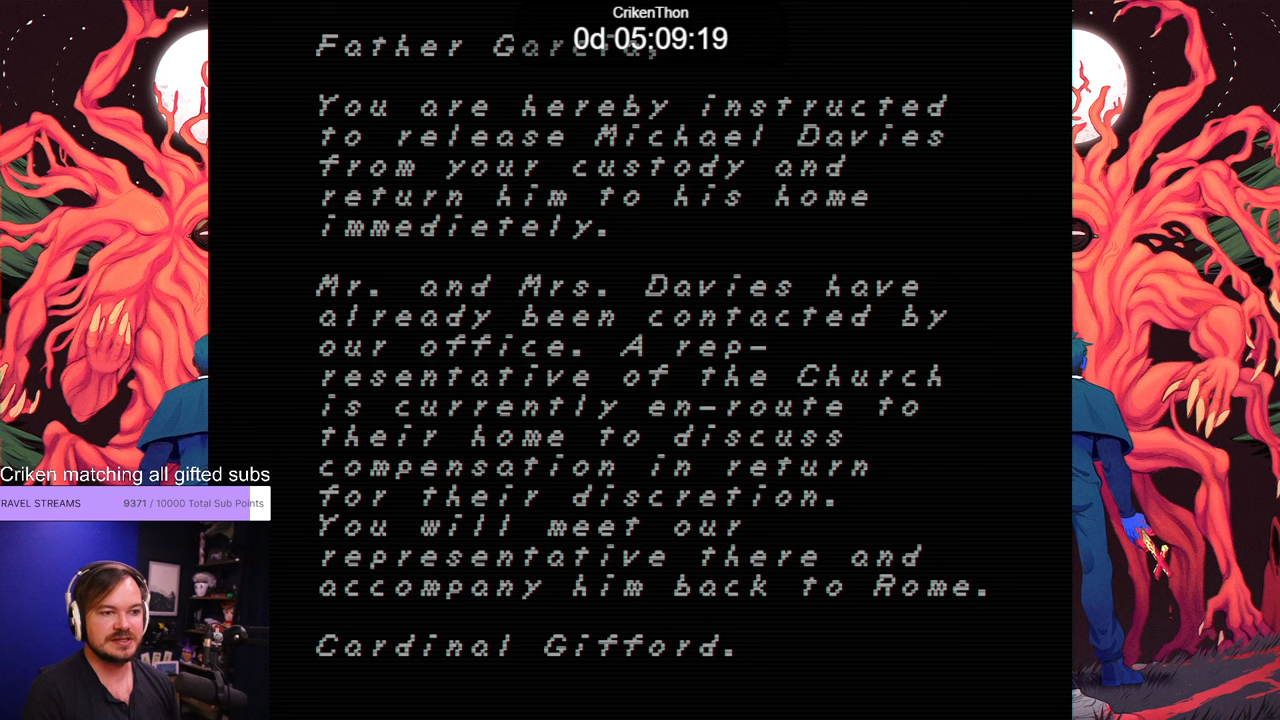 CrikenThon
0d 05:09:19
Father Garcia,
You are hereby instructed
to release Michael Davies
from your custody and
return him to his home
immedietely.
Mr. and Mrs. Davies have
already been contacted by
our office. A rep-
resentative of the Church
is currently en-route to
their home to discuss
compensation in return
for their discretion.
You will meet our
representative there and
accompany him back to Rome.
Cardinal Gifford.
Criken matching all gifted subs
RAVEL STREAMS 9371 / 10000 Total Sub Points